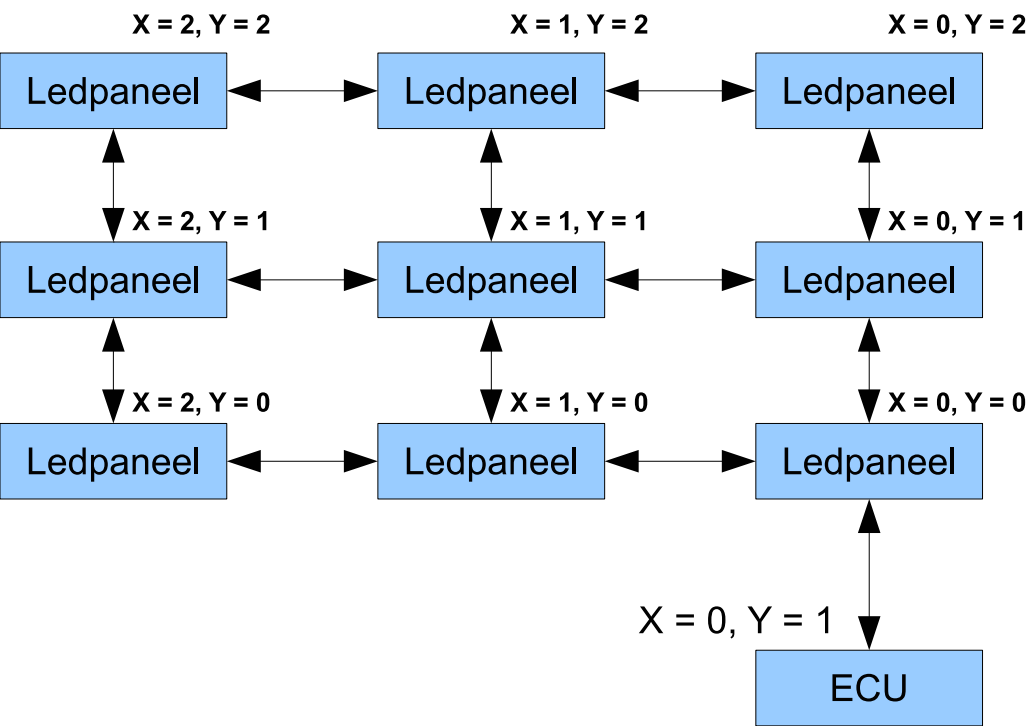 X = 2, Y = 2
X = 1, Y = 2
X = 0, Y = 2
Ledpaneel
Ledpaneel
Ledpaneel
X = 2, Y = 1
X = 1, Y = 1
X = 0, Y = 1
Ledpaneel
Ledpaneel
Ledpaneel
X = 2, Y = 0
X = 1, Y = 0
X = 0, Y = 0
Ledpaneel
Ledpaneel
Ledpaneel
X = 0, Y = 1
ECU